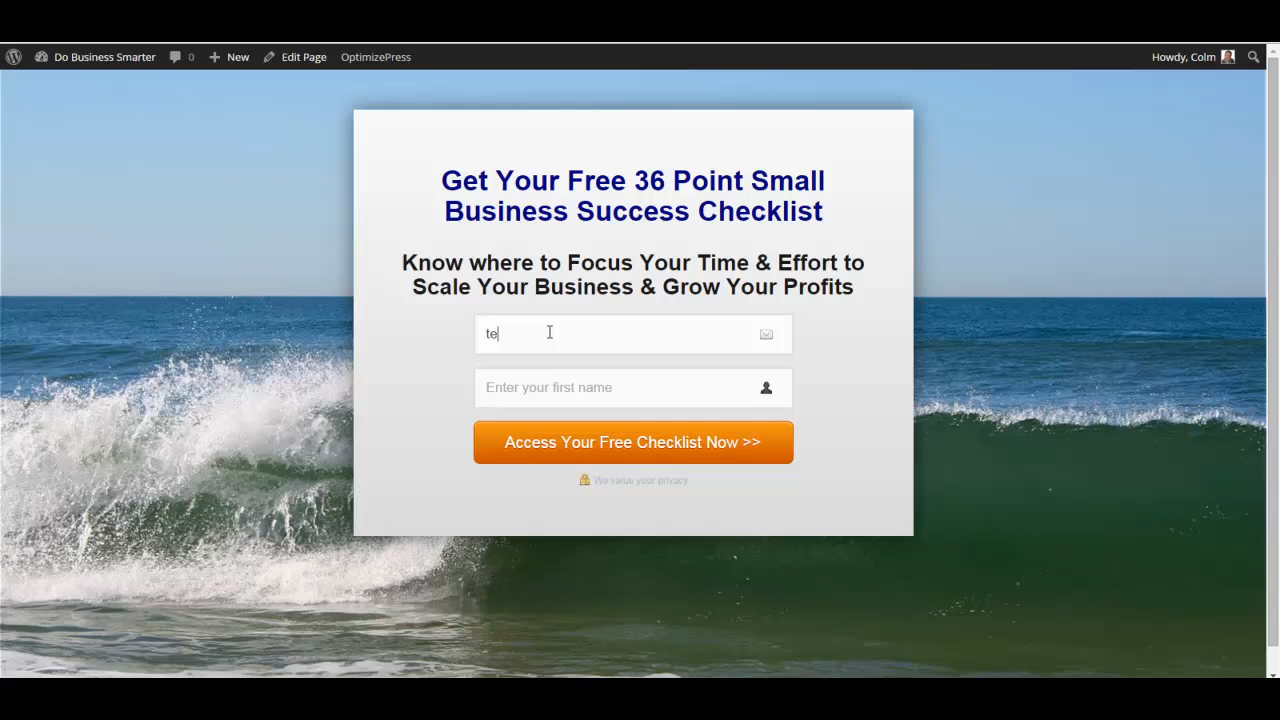 Do Business Smarter 0 New Edit Page OptimizePress Howdy, Colm
Get Your Free 36 Point Small
Business Success Checklist
Know where to Focus Your Time & Effort to
Scale Your Business & Grow Your Profits
te
Enter your first name
Access Your Free Checklist Now >>
We value your privacy